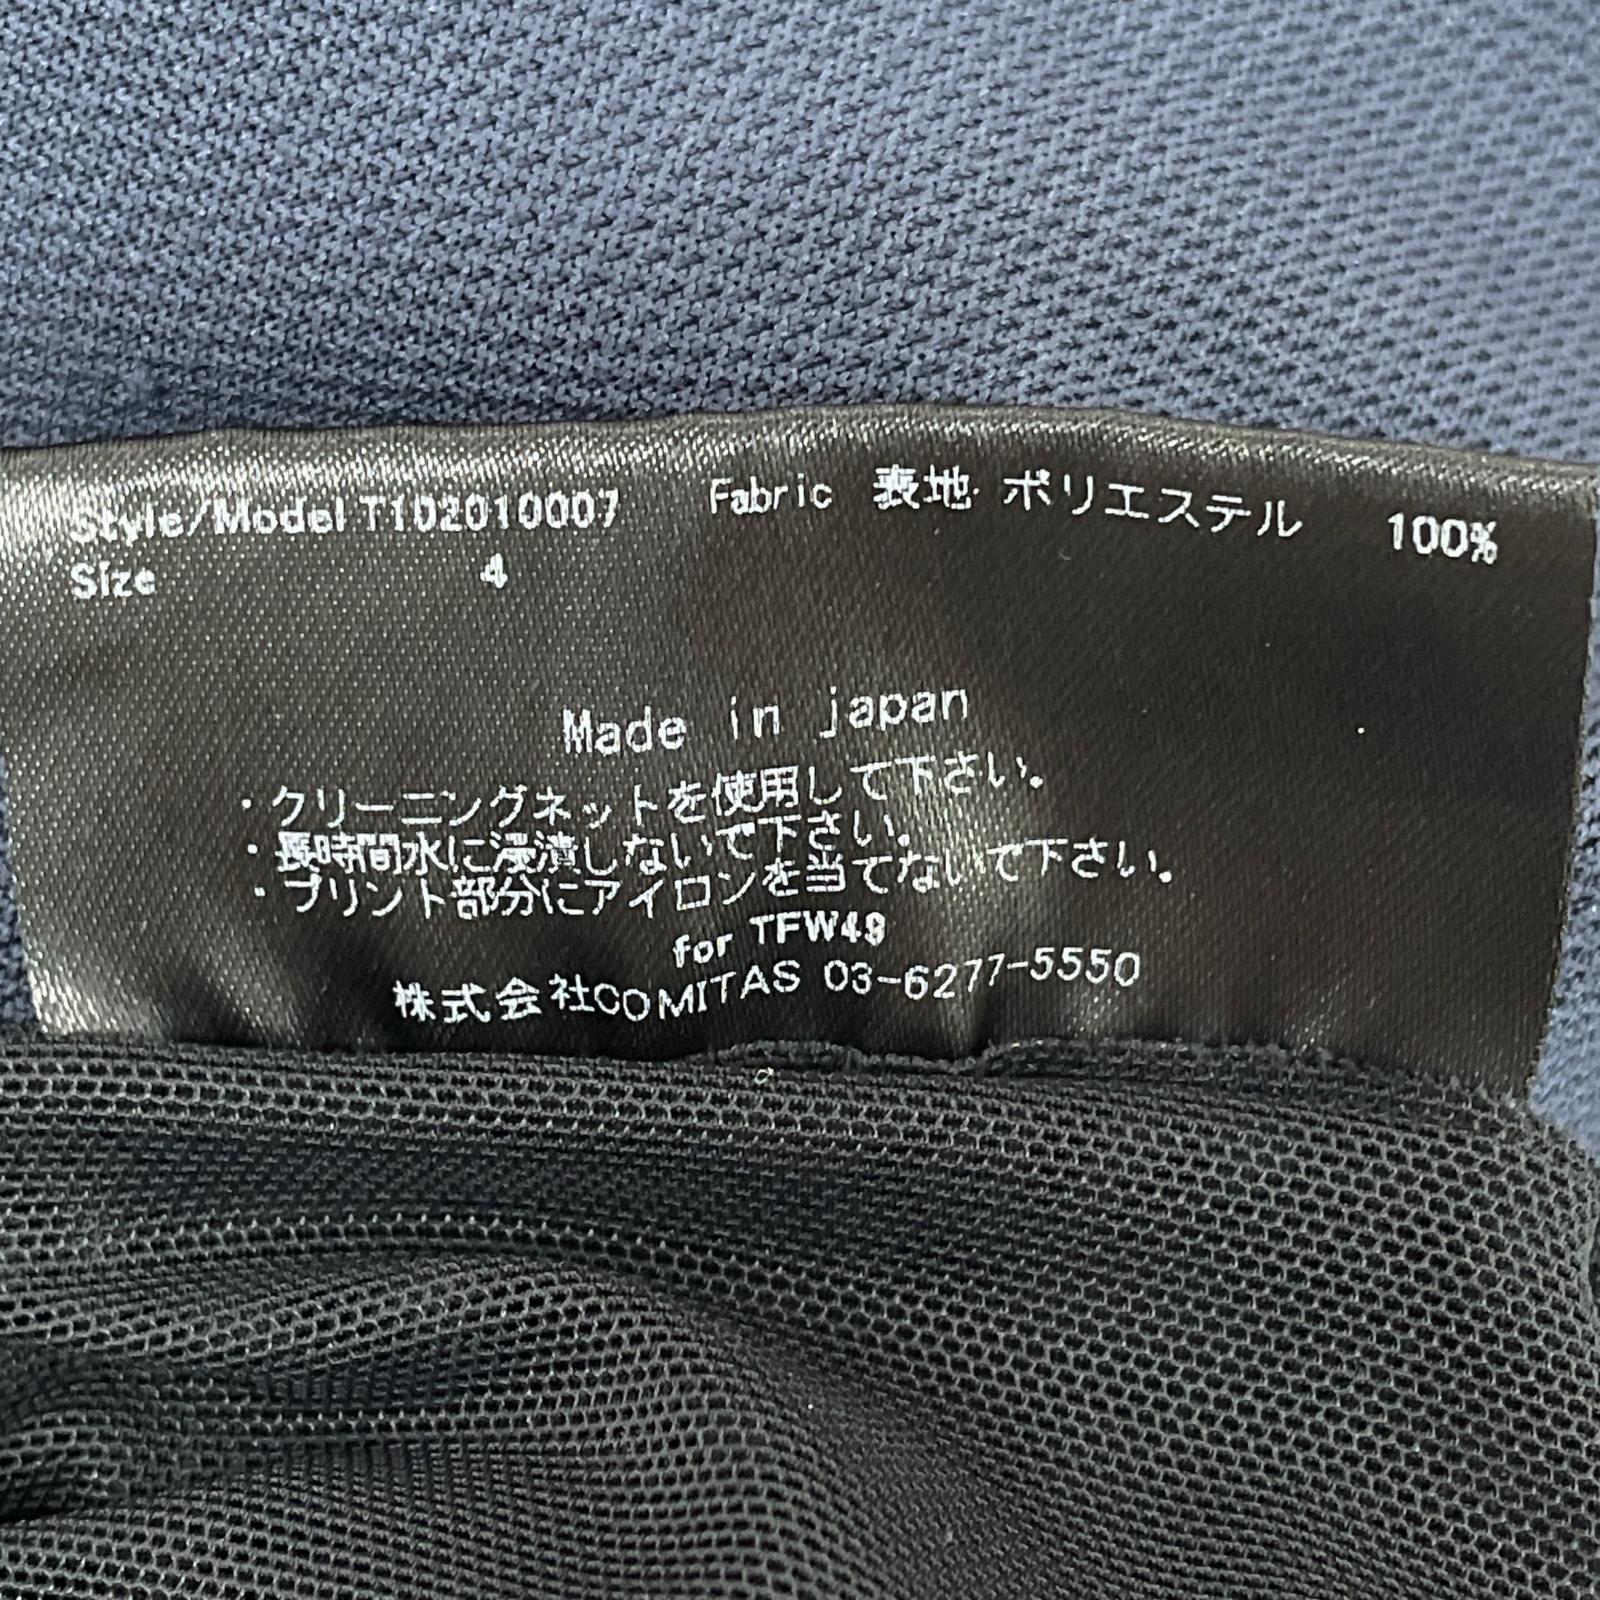 Style/Model T102010007 Fabric 表地 ポリエステル 100%
Size 4
Made in japan
・クリーニングネットを使用して下さい。
・長時間水に浸漬しないで下さい。
・プリント部分にアイロンを当てないで下さい。
for TFW49
株式会社COMITAS 03-6277-5550